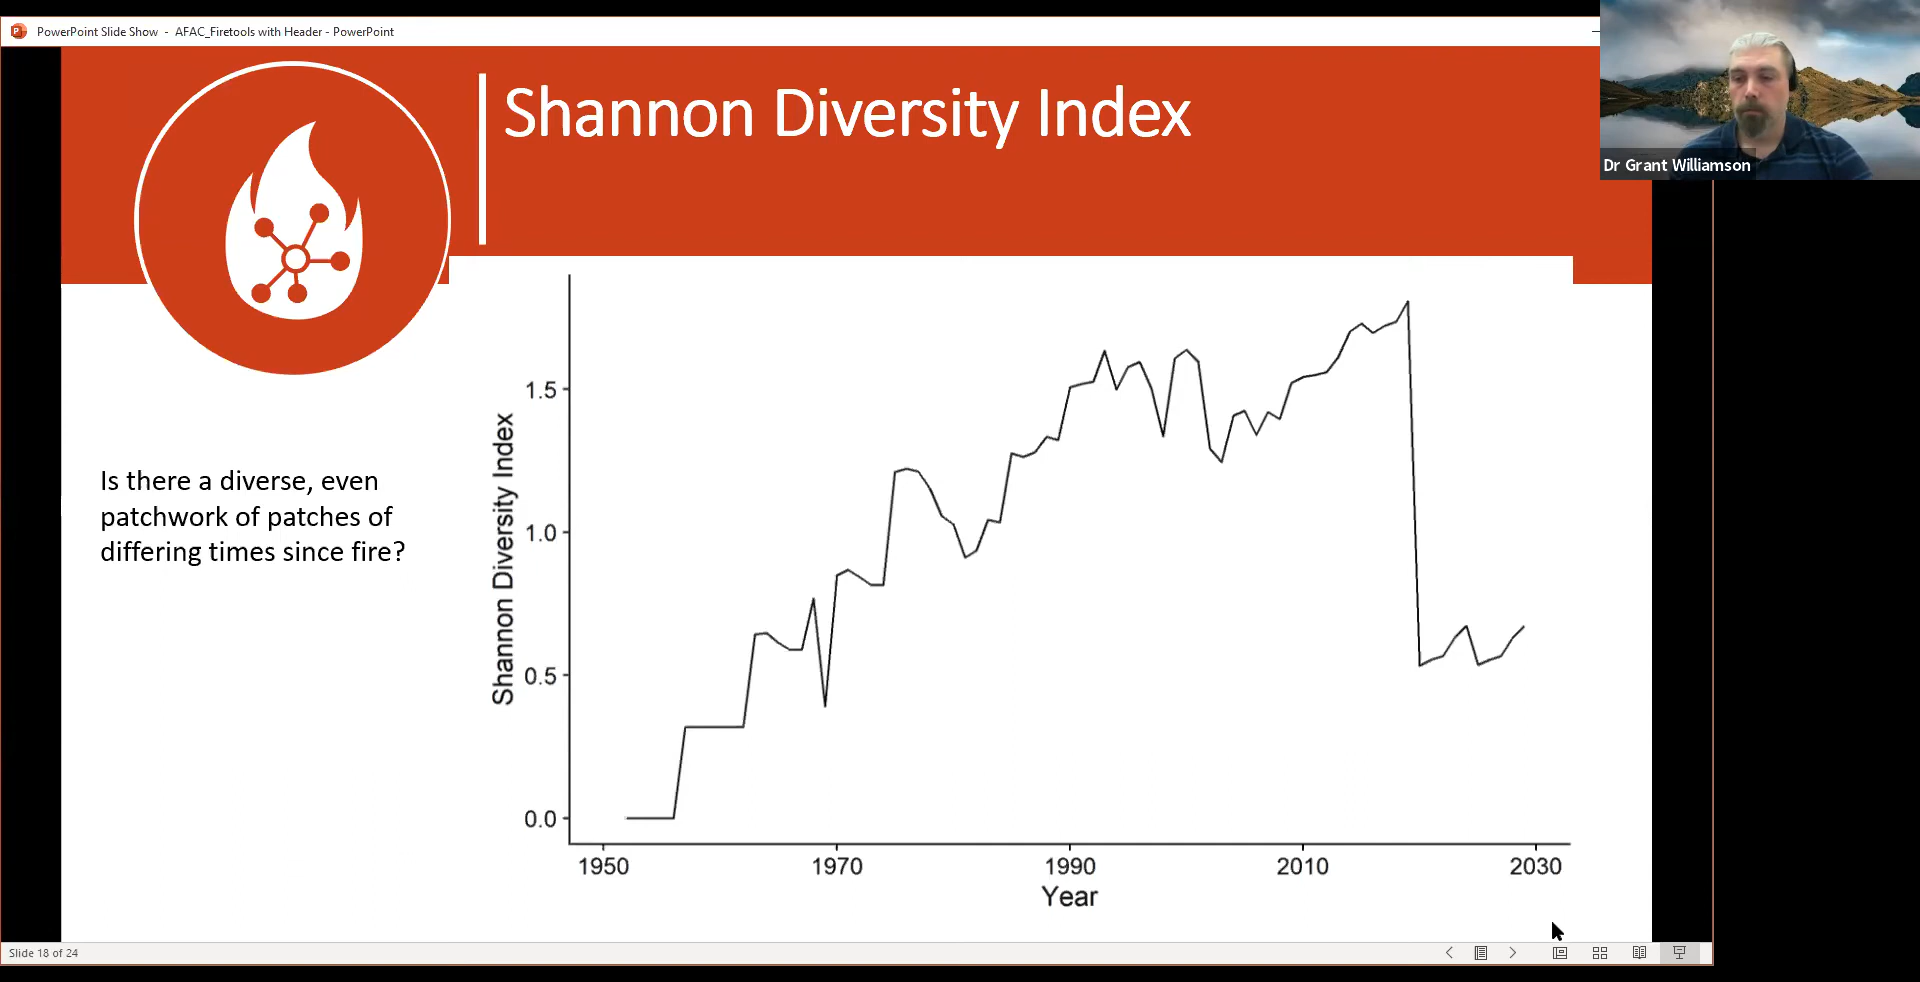 PowerPoint Slide Show - AFAC_Firetools with Header - PowerPoint
Dr Grant Williamson
Shannon Diversity Index
Is there a diverse, even
patchwork of patches of
differing times since fire?
Shannon Diversity Index
1.5
1.0
0.5
0.0
1950 1970 1990 2010 2030
Year
Slide 18 of 24